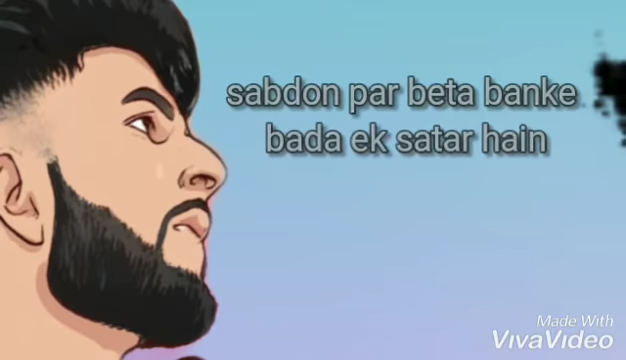 sabdon par beta banke
bada ek satar hain
Made With
VivaVideo